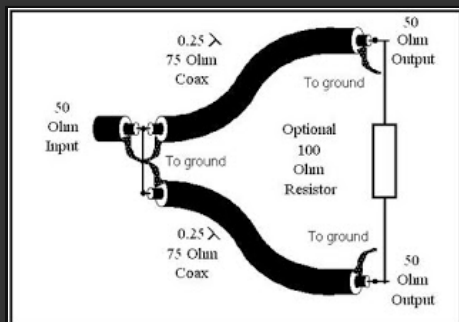 0.25 λ
75 Ohm
Coax
50
Ohm
Output
To ground
50
Ohm
Input
To ground
Optional
100
Ohm
Resistor
0.25 λ
75 Ohm
Coax
To ground
50
Ohm
Output